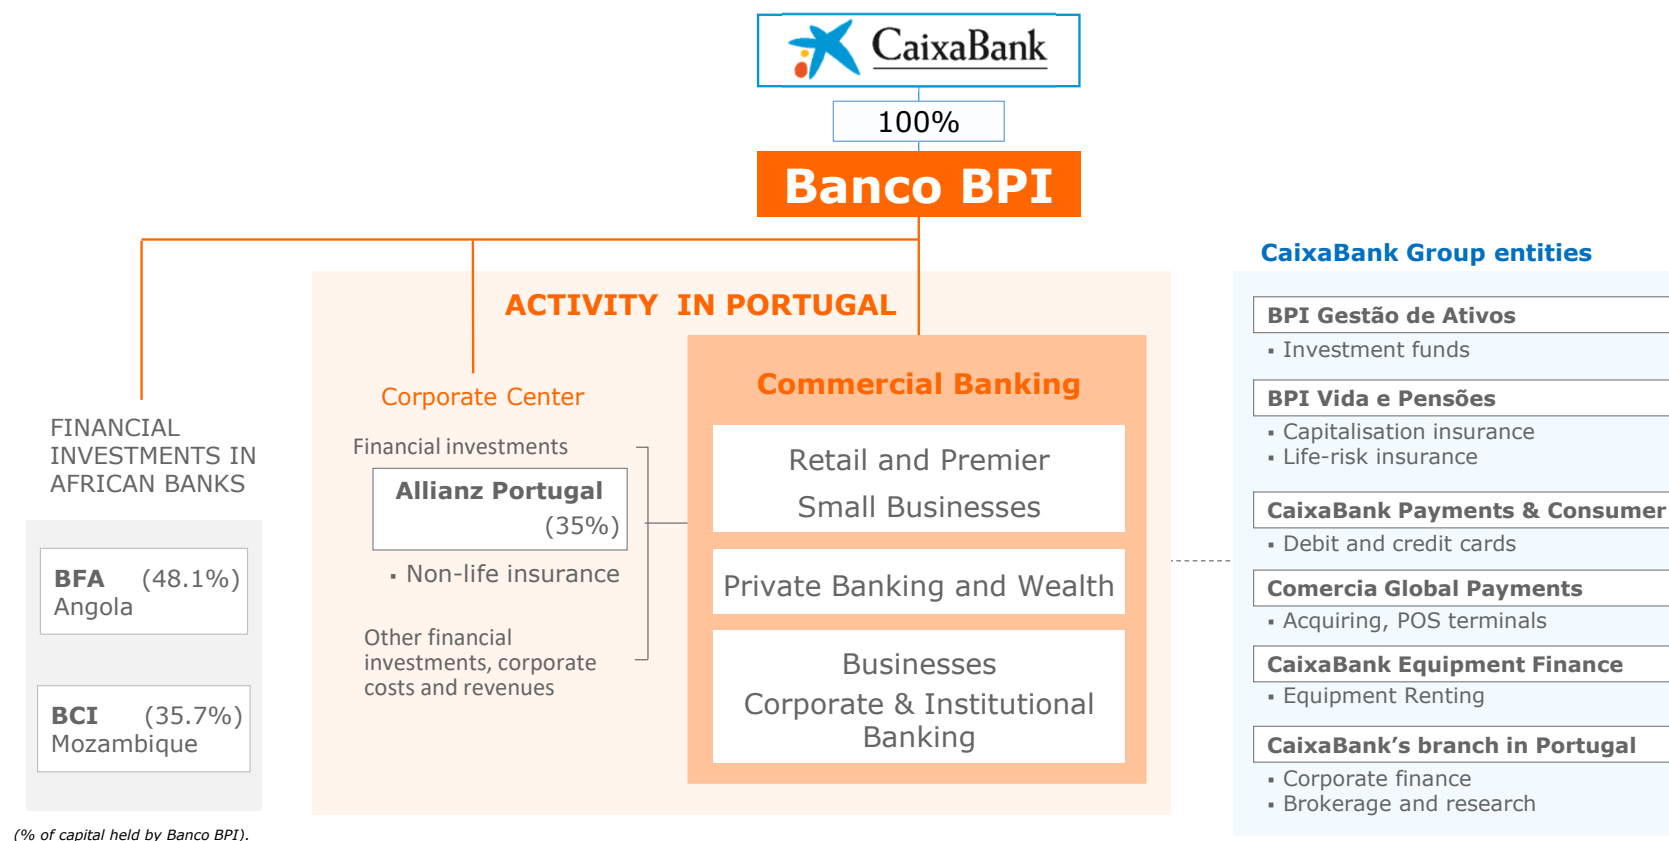 CaixaBank
100%
Banco BPI
CaixaBank Group entities
ACTIVITY IN PORTUGAL
Corporate Center
Commercial Banking
FINANCIAL
INVESTMENTS IN
AFRICAN BANKS
BFA (48.1%)
Angola
BCI (35.7%)
Mozambique
(% of capital held by Banco BPI).
Financial investments
Allianz Portugal
(35%)
▪ Non-life insurance
Other financial
investments, corporate
costs and revenues
Retail and Premier
Small Businesses
Private Banking and Wealth
Businesses
Corporate & Institutional
Banking
BPI Gestão de Ativos
▪ Investment funds
BPI Vida e Pensões
▪ Capitalisation insurance
▪ Life-risk insurance
CaixaBank Payments & Consumer
▪ Debit and credit cards
Comercia Global Payments
▪ Acquiring, POS terminals
CaixaBank Equipment Finance
▪ Equipment Renting
CaixaBank’s branch in Portugal
▪ Corporate finance
▪ Brokerage and research